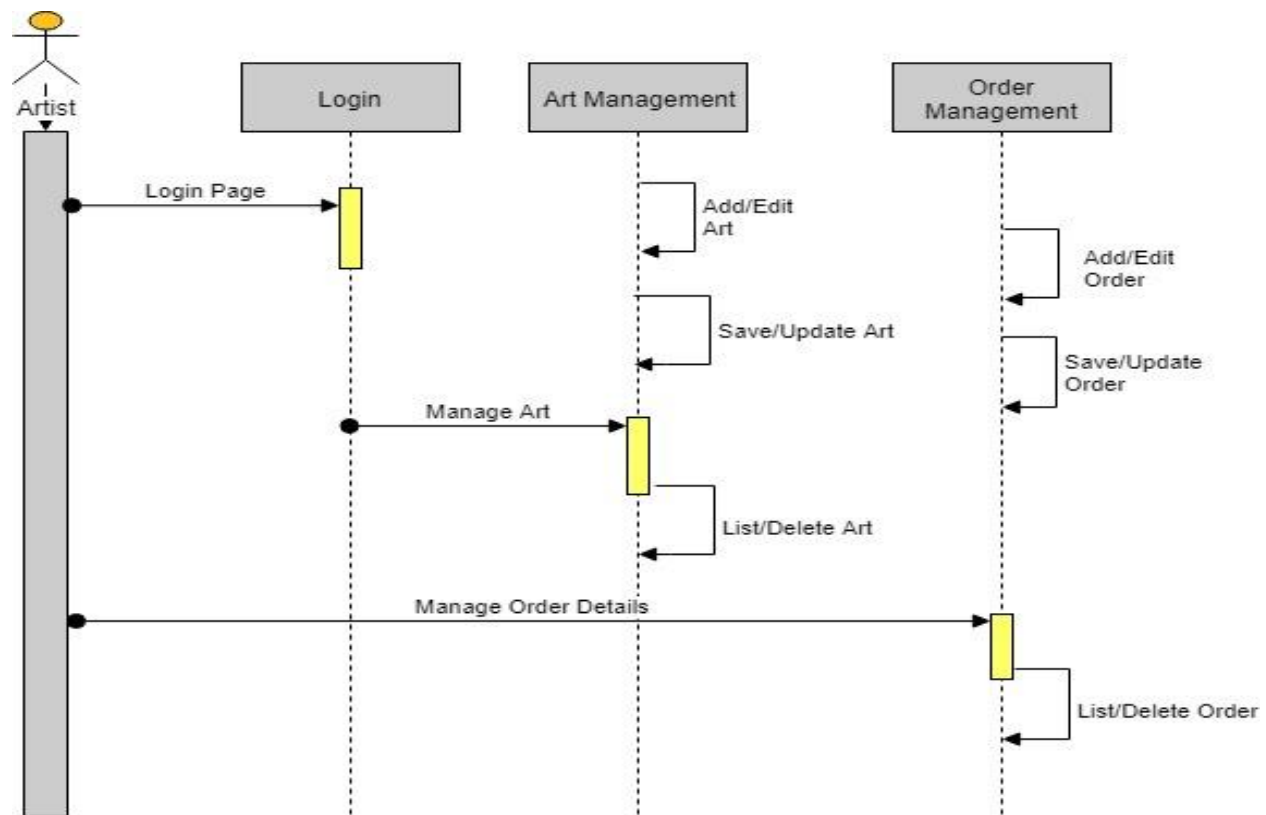 Artist
Login
Art Management
Order
Management
Login Page
Add/Edit
Art
Add/Edit
Order
Save/Update Art
Save/Update
Order
Manage Art
List/Delete Art
Manage Order Details
List/Delete Order